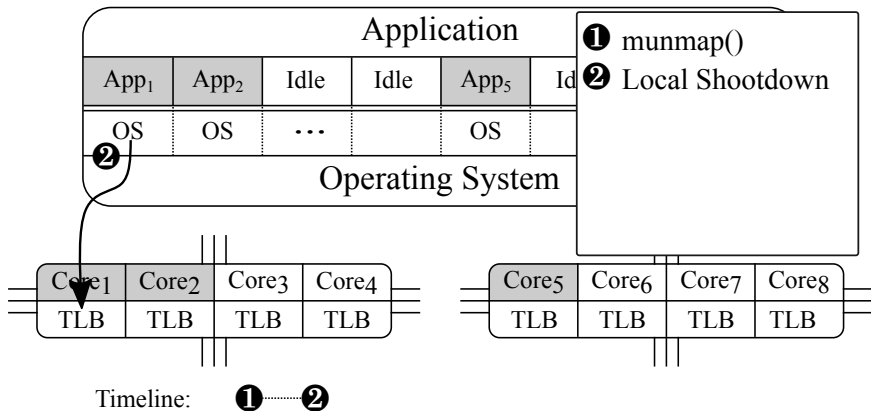 Application
App1 App2 Idle Idle App5
OS OS ... OS
❷
Operating System
❶ munmap()
❷ Local Shootdown
Core1 Core2 Core3 Core4
TLB TLB TLB TLB
Core5 Core6 Core7 Core8
TLB TLB TLB TLB
Timeline: ❶ ❷